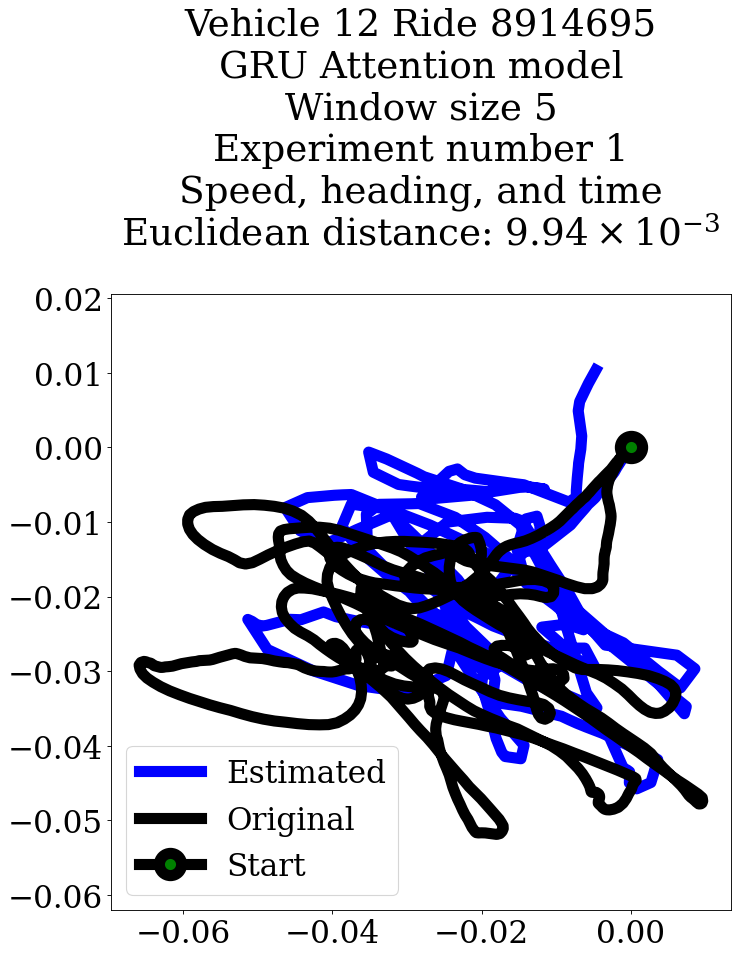 Vehicle 12 Ride 8914695
GRU Attention model
Window size 5
Experiment number 1
Speed, heading, and time
Euclidean distance: 9.94 × 10⁻³
0.02
0.01
0.00
−0.01
−0.02
−0.03
−0.04
−0.05
−0.06
Estimated
Original
Start
−0.06 −0.04 −0.02 0.00